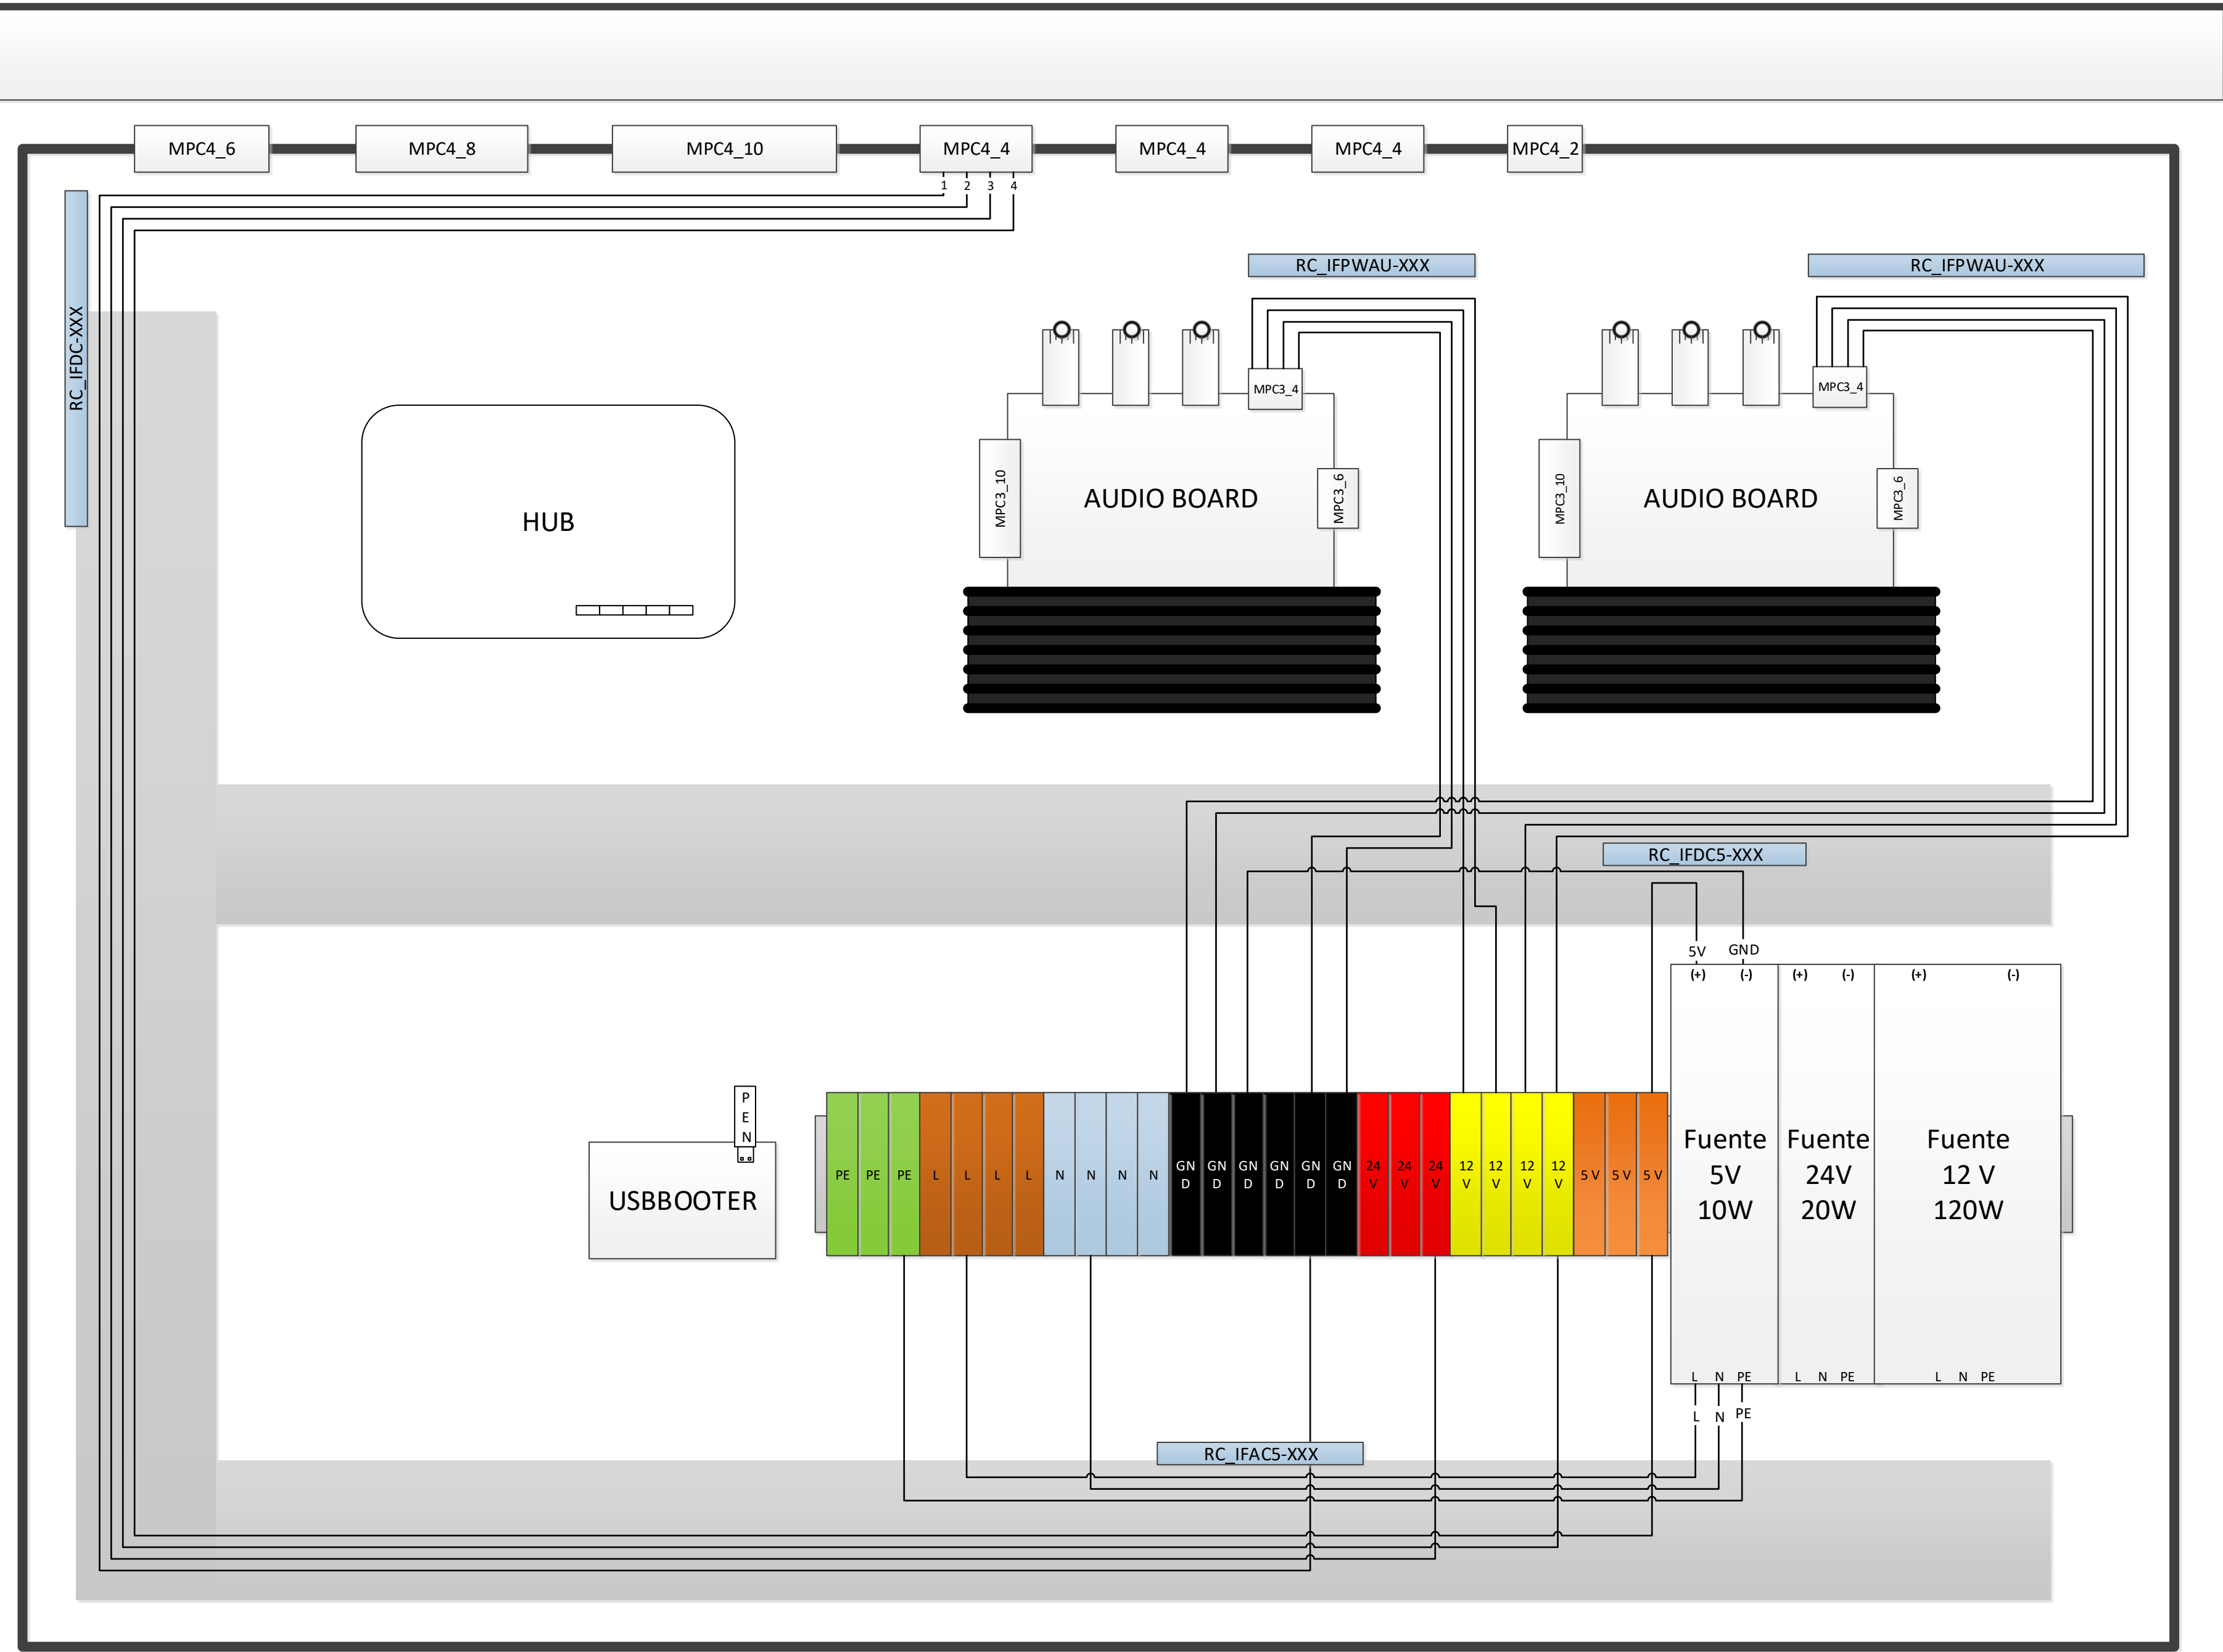 MPC4_6
MPC4_8
MPC4_10
MPC4_4
MPC4_4
MPC4_4
MPC4_2
1
2
3
4
RC_IFDC-XXX
RC_IFPWAU-XXX
RC_IFPWAU-XXX
MPC3_4
MPC3_4
HUB
MPC3_10
AUDIO BOARD
MPC3_6
MPC3_10
AUDIO BOARD
MPC3_6
RC_IFDC5-XXX
5V
GND
(+)
(-)
(+)
(-)
(+)
(-)
P
E
N
USBBOOTER
PE
PE
PE
L
L
L
L
N
N
N
N
GN
D
GN
D
GN
D
GN
D
GN
D
GN
D
24
V
24
V
24
V
12
V
12
V
12
V
12
V
5 V
5 V
5 V
Fuente
5V
10W
Fuente
24V
20W
Fuente
12 V
120W
L
N
PE
L
N
PE
L
N
PE
L
N
PE
RC_IFAC5-XXX